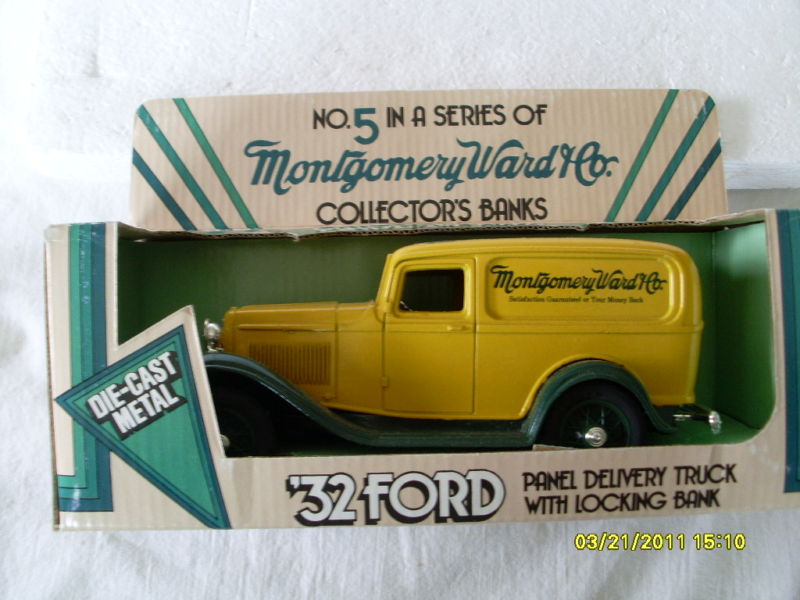 NO. 5 IN A SERIES OF
Montgomery Ward & Co.
COLLECTOR'S BANKS
Montgomery Ward & Co.
Satisfaction Guaranteed or Your Money Back
DIE-CAST
METAL
'32 FORD
PANEL DELIVERY TRUCK
WITH LOCKING BANK
03/21/2011 15:10